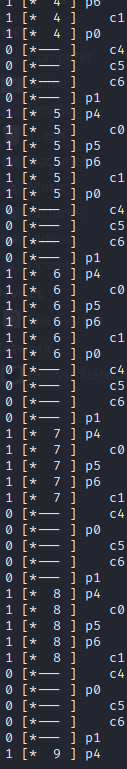 1 [*  4 ] p6
1 [*  4 ]    c1
1 [*  4 ] p0
0 [*——— ]    c4
0 [*——— ]    c5
0 [*——— ]    c6
0 [*——— ] p1
1 [*  5 ] p4
1 [*  5 ]    c0
1 [*  5 ] p5
1 [*  5 ] p6
1 [*  5 ]    c1
1 [*  5 ] p0
0 [*——— ]    c4
0 [*——— ]    c5
0 [*——— ]    c6
0 [*——— ] p1
1 [*  6 ] p4
1 [*  6 ]    c0
1 [*  6 ] p5
1 [*  6 ] p6
1 [*  6 ]    c1
1 [*  6 ] p0
0 [*——— ]    c4
0 [*——— ]    c5
0 [*——— ]    c6
0 [*——— ] p1
1 [*  7 ] p4
1 [*  7 ]    c0
1 [*  7 ] p5
1 [*  7 ] p6
1 [*  7 ]    c1
0 [*——— ]    c4
0 [*——— ] p0
0 [*——— ]    c5
0 [*——— ]    c6
0 [*——— ] p1
1 [*  8 ] p4
1 [*  8 ]    c0
1 [*  8 ] p5
1 [*  8 ] p6
1 [*  8 ]    c1
0 [*——— ]    c4
0 [*——— ] p0
0 [*——— ]    c5
0 [*——— ]    c6
0 [*——— ] p1
1 [*  9 ] p4